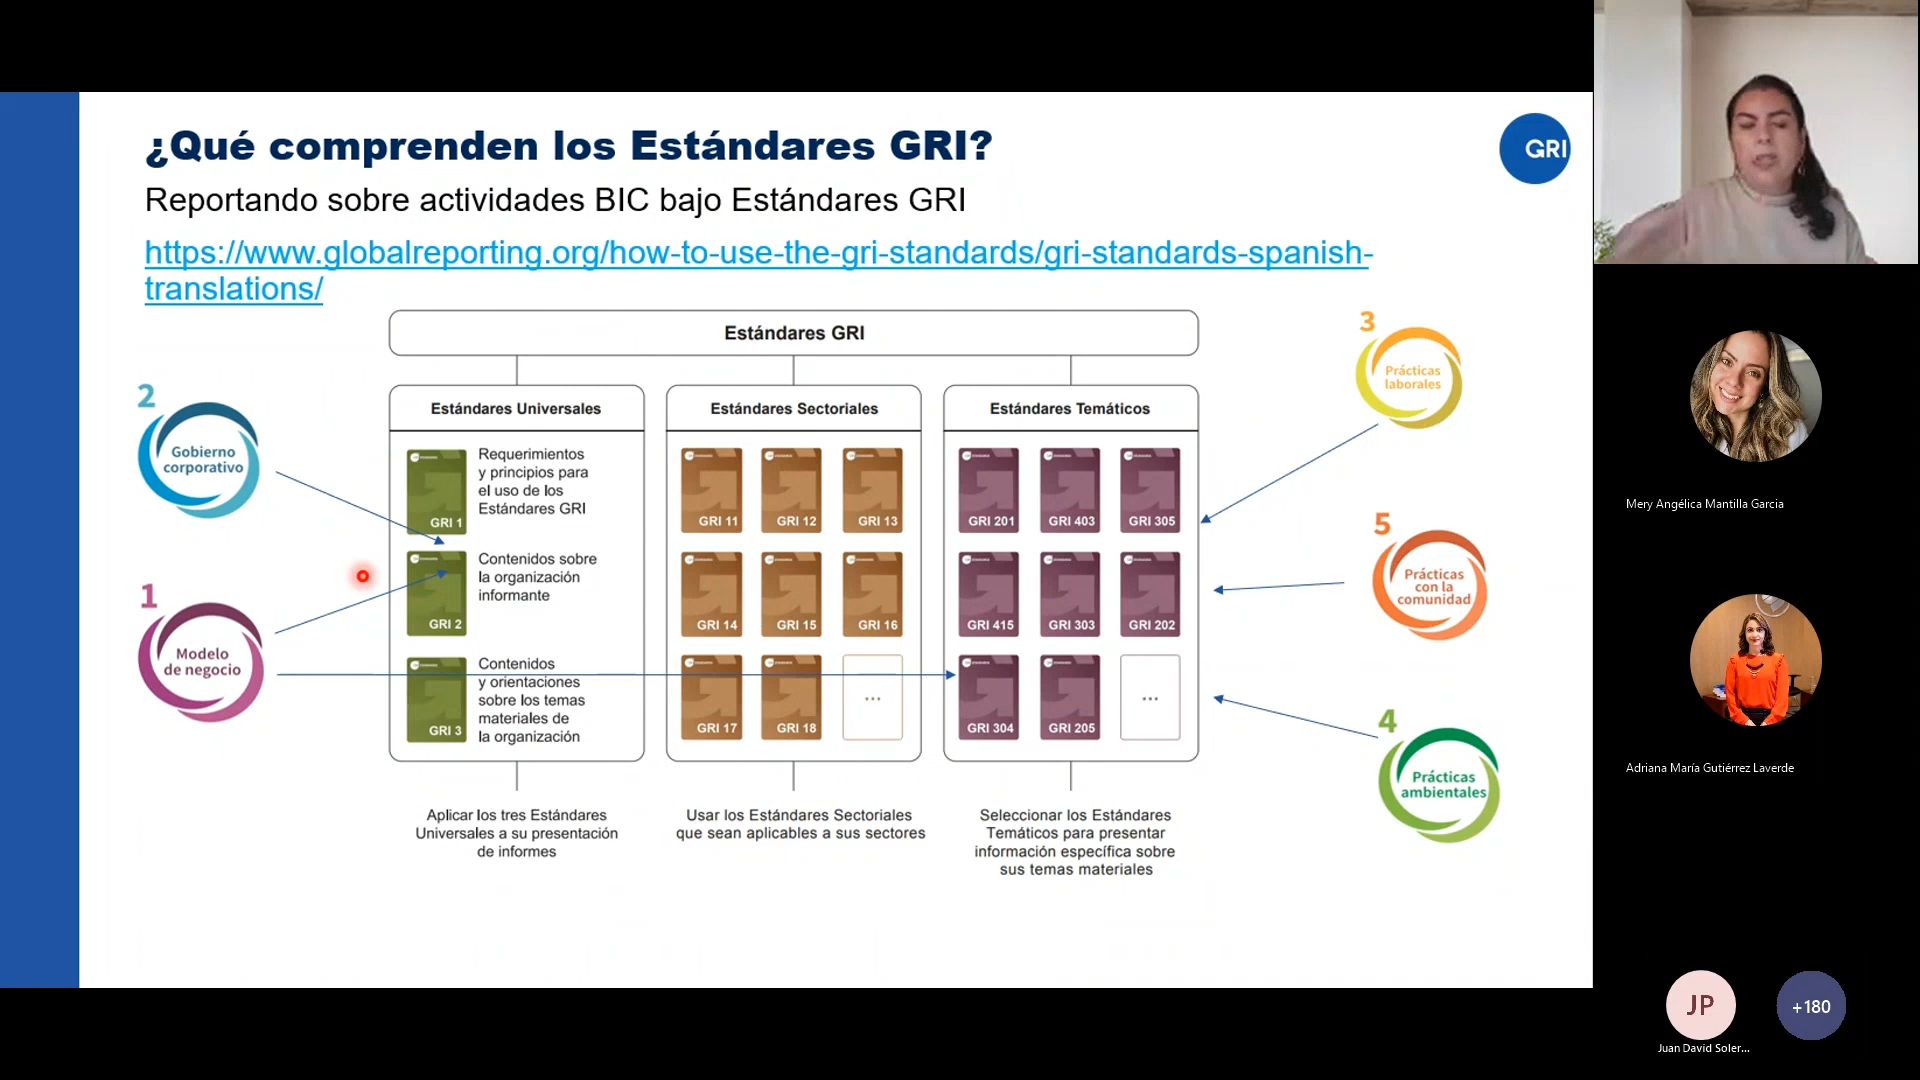 ¿Qué comprenden los Estándares GRI?
GRI
Reportando sobre actividades BIC bajo Estándares GRI
https://www.globalreporting.org/how-to-use-the-gri-standards/gri-standards-spanish-
translations/
Estándares GRI
2
Gobierno
corporativo
1
Modelo
de negocio
Estándares Universales
GRI 1
Requerimientos
y principios para
el uso de los
Estándares GRI
GRI 2
Contenidos sobre
la organización
informante
GRI 3
Contenidos
y orientaciones
sobre los temas
materiales de
la organización
Aplicar los tres Estándares
Universales a su presentación
de informes
Estándares Sectoriales
GRI 11
GRI 12
GRI 13
GRI 14
GRI 15
GRI 16
GRI 17
GRI 18
...
Usar los Estándares Sectoriales
que sean aplicables a sus sectores
Estándares Temáticos
GRI 201
GRI 403
GRI 305
GRI 415
GRI 303
GRI 202
GRI 304
GRI 205
...
Seleccionar los Estándares
Temáticos para presentar
información específica sobre
sus temas materiales
3
Prácticas
laborales
5
Prácticas
con la
comunidad
4
Prácticas
ambientales
Mery Angélica Mantilla Garcia
Adriana María Gutiérrez Laverde
JP
Juan David Soler...
+180